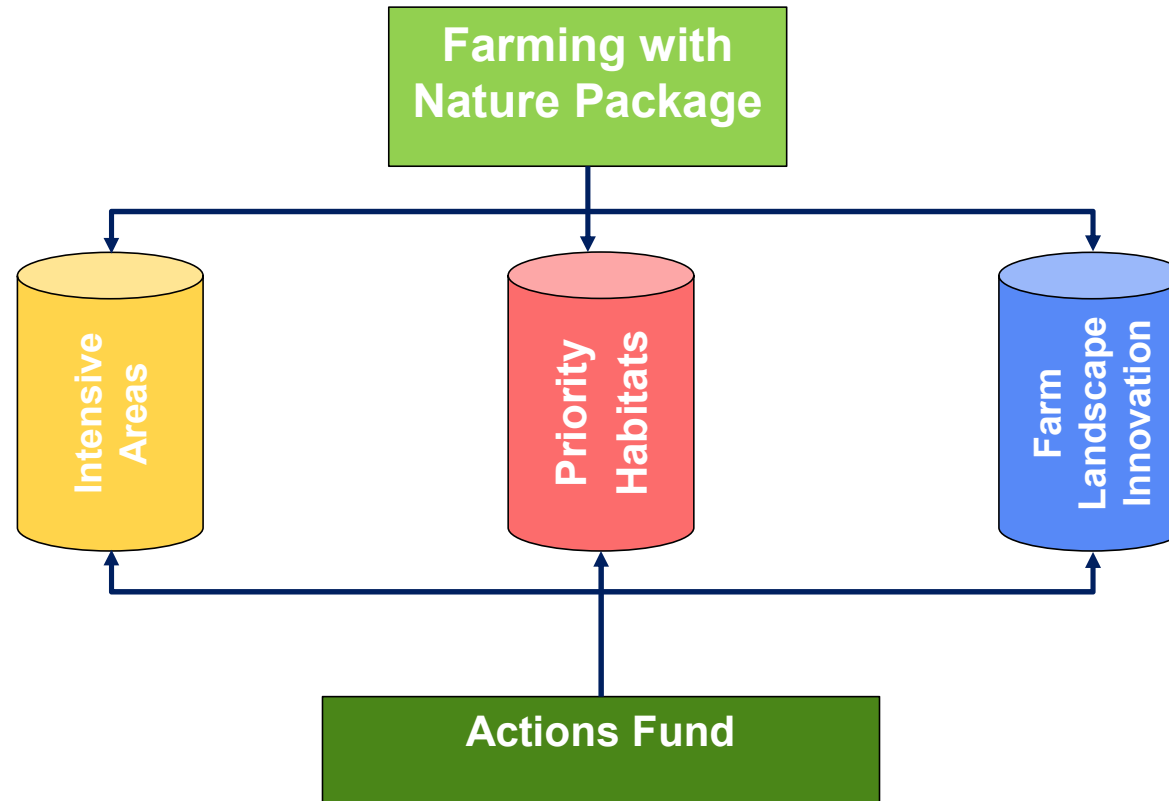 Farming with
Nature Package
Intensive
Areas
Priority
Habitats
Farm
Landscape
Innovation
Actions Fund